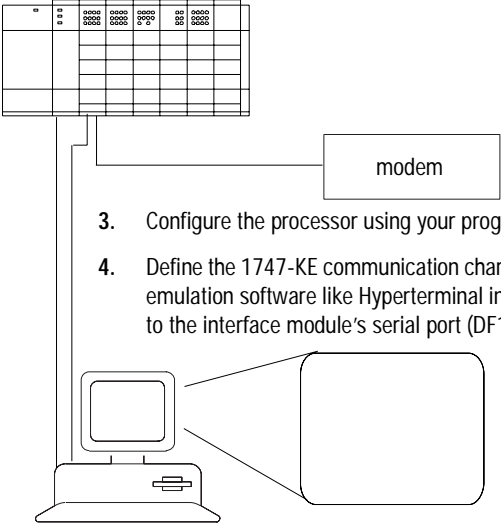 modem
3. Configure the processor using your prog
4. Define the 1747-KE communication chan
emulation software like Hyperterminal in
to the interface module's serial port (DF1